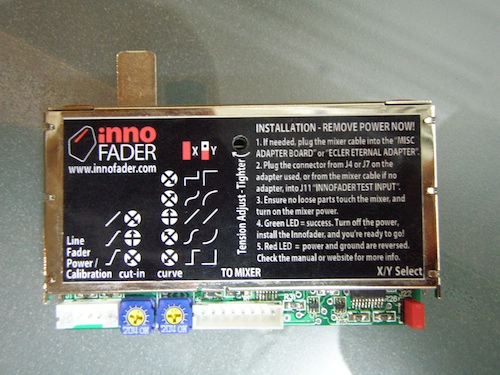 inno
FADER
www.innofader.com
X Y
Tension Adjust - Tighter
INSTALLATION - REMOVE POWER NOW!
1. If needed, plug the mixer cable into the "MISC
ADAPTER BOARD" or "ECLER ETERNAL ADAPTER".
2. Plug the connector from J4 or J7 on the
adapter used, or from the mixer cable if no
adapter, into J11 "INNOFADER TEST INPUT".
3. Ensure no loose parts touch the mixer, and
turn on the mixer power.
4. Green LED = success. Turn off the power,
install the Innofader, and you're ready to go!
5. Red LED = power and ground are reversed.
Check the manual or website for more info.
Line
Fader
Power /
Calibration
cut-in
curve
TO MIXER
X/Y Select